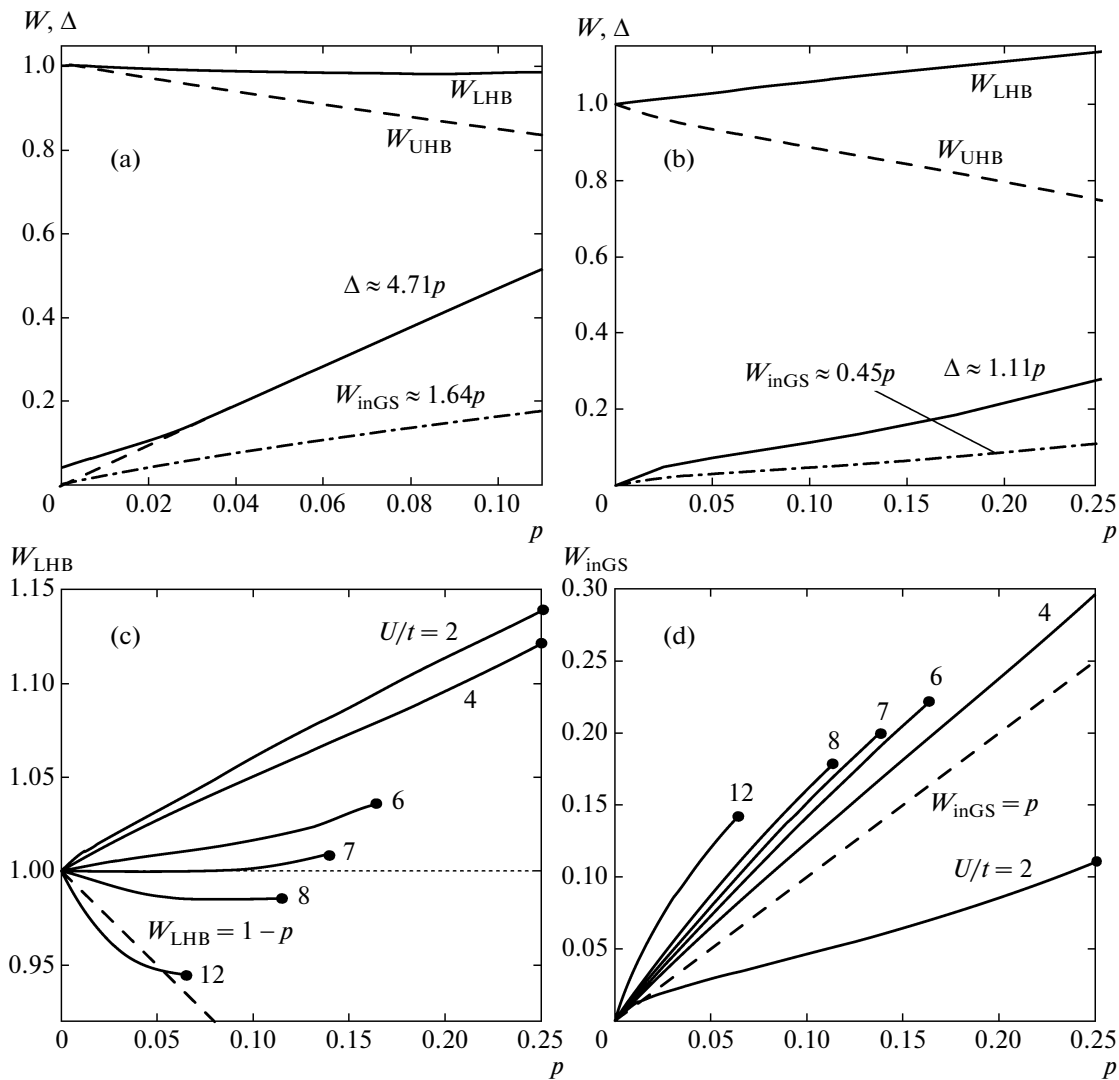 W, Δ
1.0
0.8
0.6
0.4
0.2
0
0.02
0.04
0.06
0.08
0.10
p
W_LHB
W_UHB
(a)
Δ ≈ 4.71p
W_inGS ≈ 1.64p
W, Δ
1.0
0.8
0.6
0.4
0.2
0
0.05
0.10
0.15
0.20
0.25
p
W_LHB
W_UHB
(b)
W_inGS ≈ 0.45p
Δ ≈ 1.11p
W_LHB
1.15
1.10
1.05
1.00
0.95
0
0.05
0.10
0.15
0.20
0.25
p
(c)
U/t = 2
4
6
7
8
W_LHB = 1 – p
12
W_inGS
0.30
0.25
0.20
0.15
0.10
0.05
0
0.05
0.10
0.15
0.20
0.25
p
(d)
4
6
7
8
12
W_inGS = p
U/t = 2